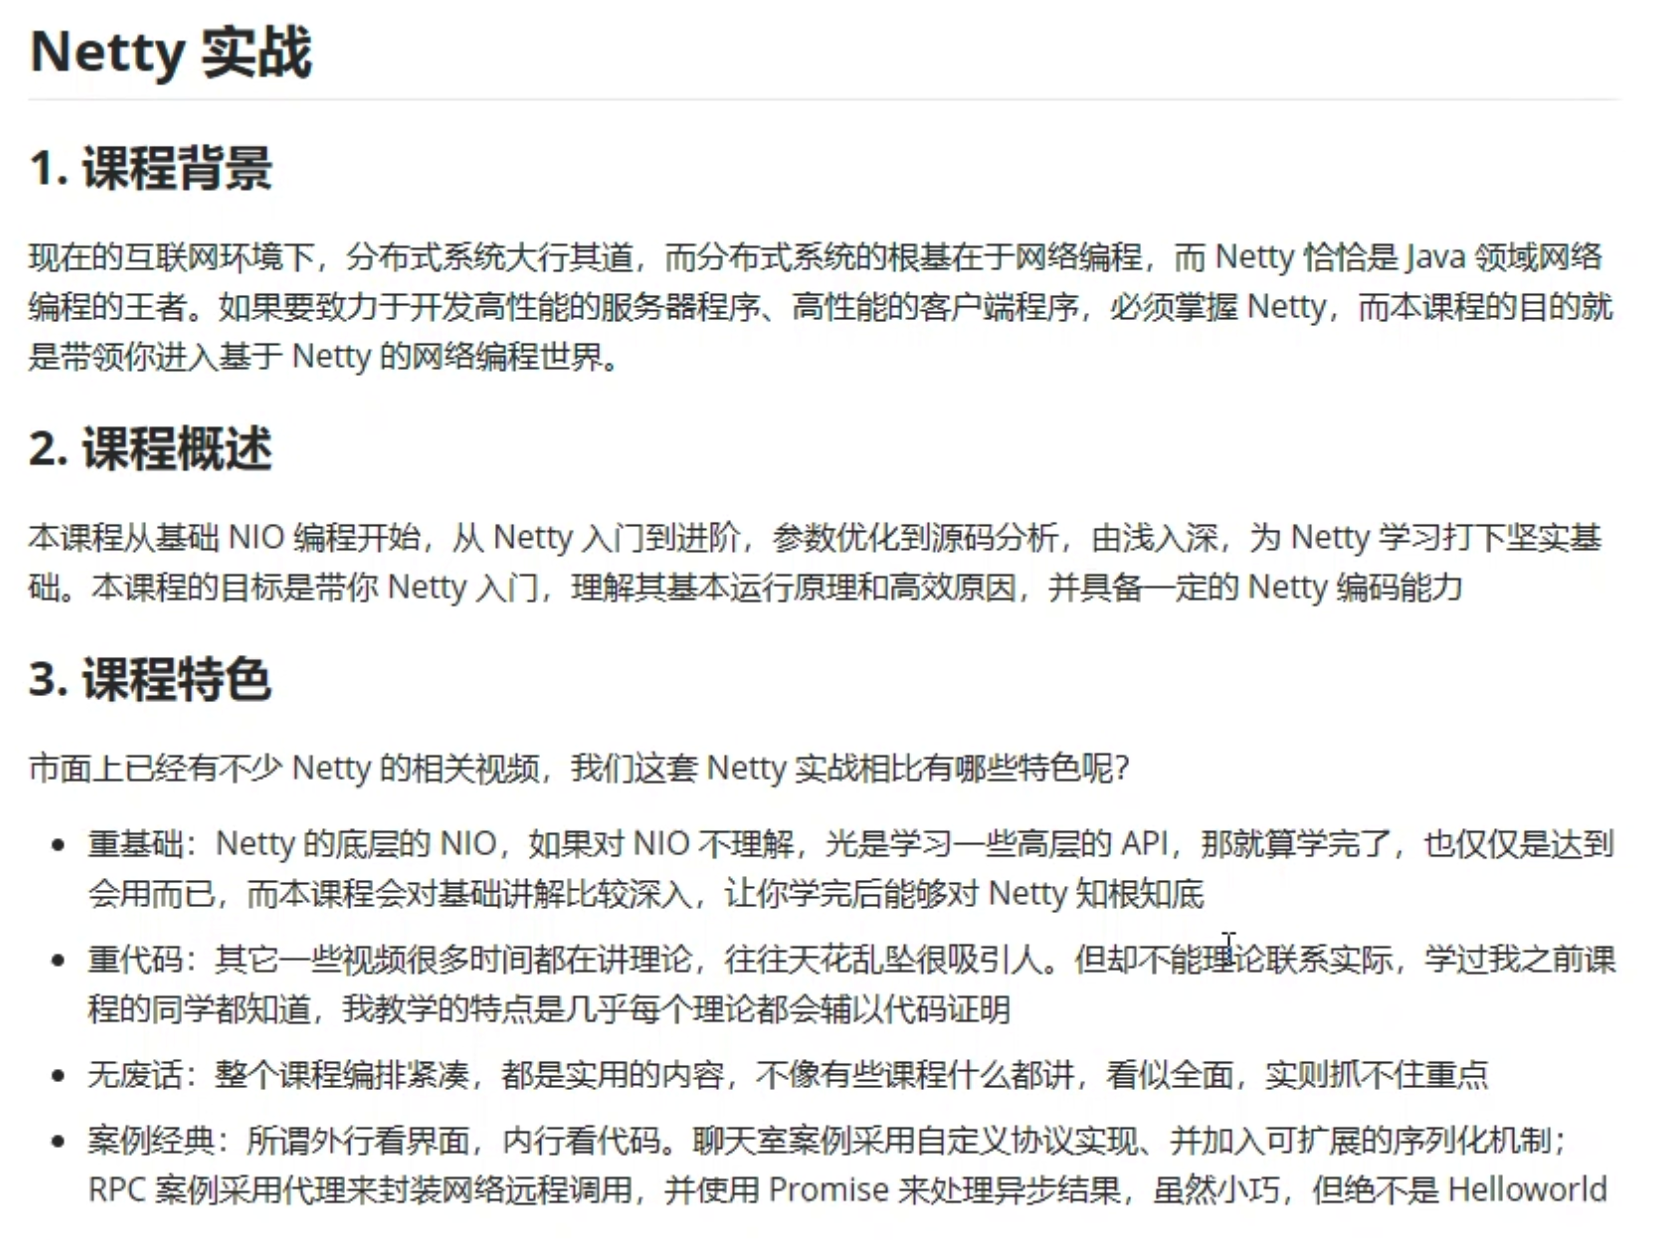 Netty 实战
1. 课程背景
现在的互联网环境下，分布式系统大行其道，而分布式系统的根基在于网络编程，而 Netty 恰恰是 Java 领域网络
编程的王者。如果要致力于开发高性能的服务器程序、高性能的客户端程序，必须掌握 Netty，而本课程的目的就
是带领你进入基于 Netty 的网络编程世界。
2. 课程概述
本课程从基础 NIO 编程开始，从 Netty 入门到进阶，参数优化到源码分析，由浅入深，为 Netty 学习打下坚实基
础。本课程的目标是带你 Netty 入门，理解其基本运行原理和高效原因，并具备一定的 Netty 编码能力
3. 课程特色
市面上已经有不少 Netty 的相关视频，我们这套 Netty 实战相比有哪些特色呢?
• 重基础：Netty 的底层的 NIO，如果对 NIO 不理解，光是学习一些高层的 API，那就算学完了，也仅仅是达到
会用而已，而本课程会对基础讲解比较深入，让你学完后能够对 Netty 知根知底
• 重代码：其它一些视频很多时间都在讲理论，往往天花乱坠很吸引人。但却不能理论联系实际，学过我之前课
程的同学都知道，我教学的特点是几乎每个理论都会辅以代码证明
• 无废话：整个课程编排紧凑，都是实用的内容，不像有些课程什么都讲，看似全面，实则抓不住重点
• 案例经典：所谓外行看界面，内行看代码。聊天室案例采用自定义协议实现、并加入可扩展的序列化机制；
RPC 案例采用代理来封装网络远程调用，并使用 Promise 来处理异步结果，虽然小巧，但绝不是 Helloworld